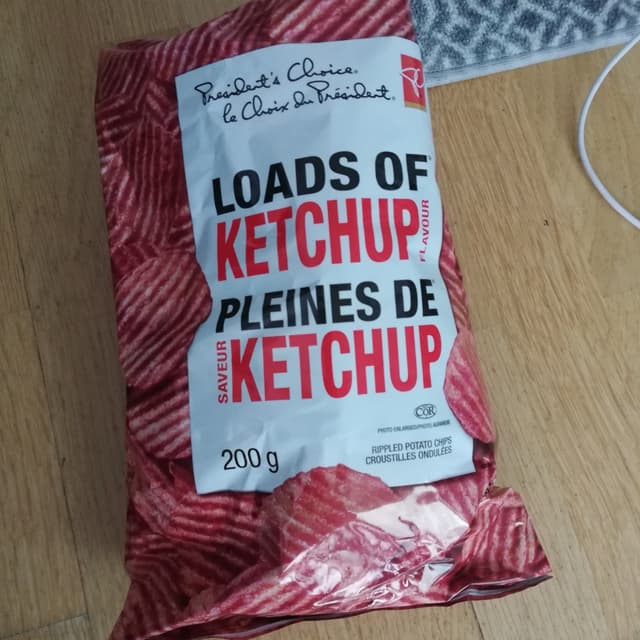 President's Choice®
le Choix du Président®
LOADS OF
KETCHUP
FLAVOUR
PLEINES DE
SAVEUR
KETCHUP
COR
PHOTO ENLARGED/PHOTO AGRANDIE
200 g
RIPPLED POTATO CHIPS
CROUSTILLES ONDULÉES